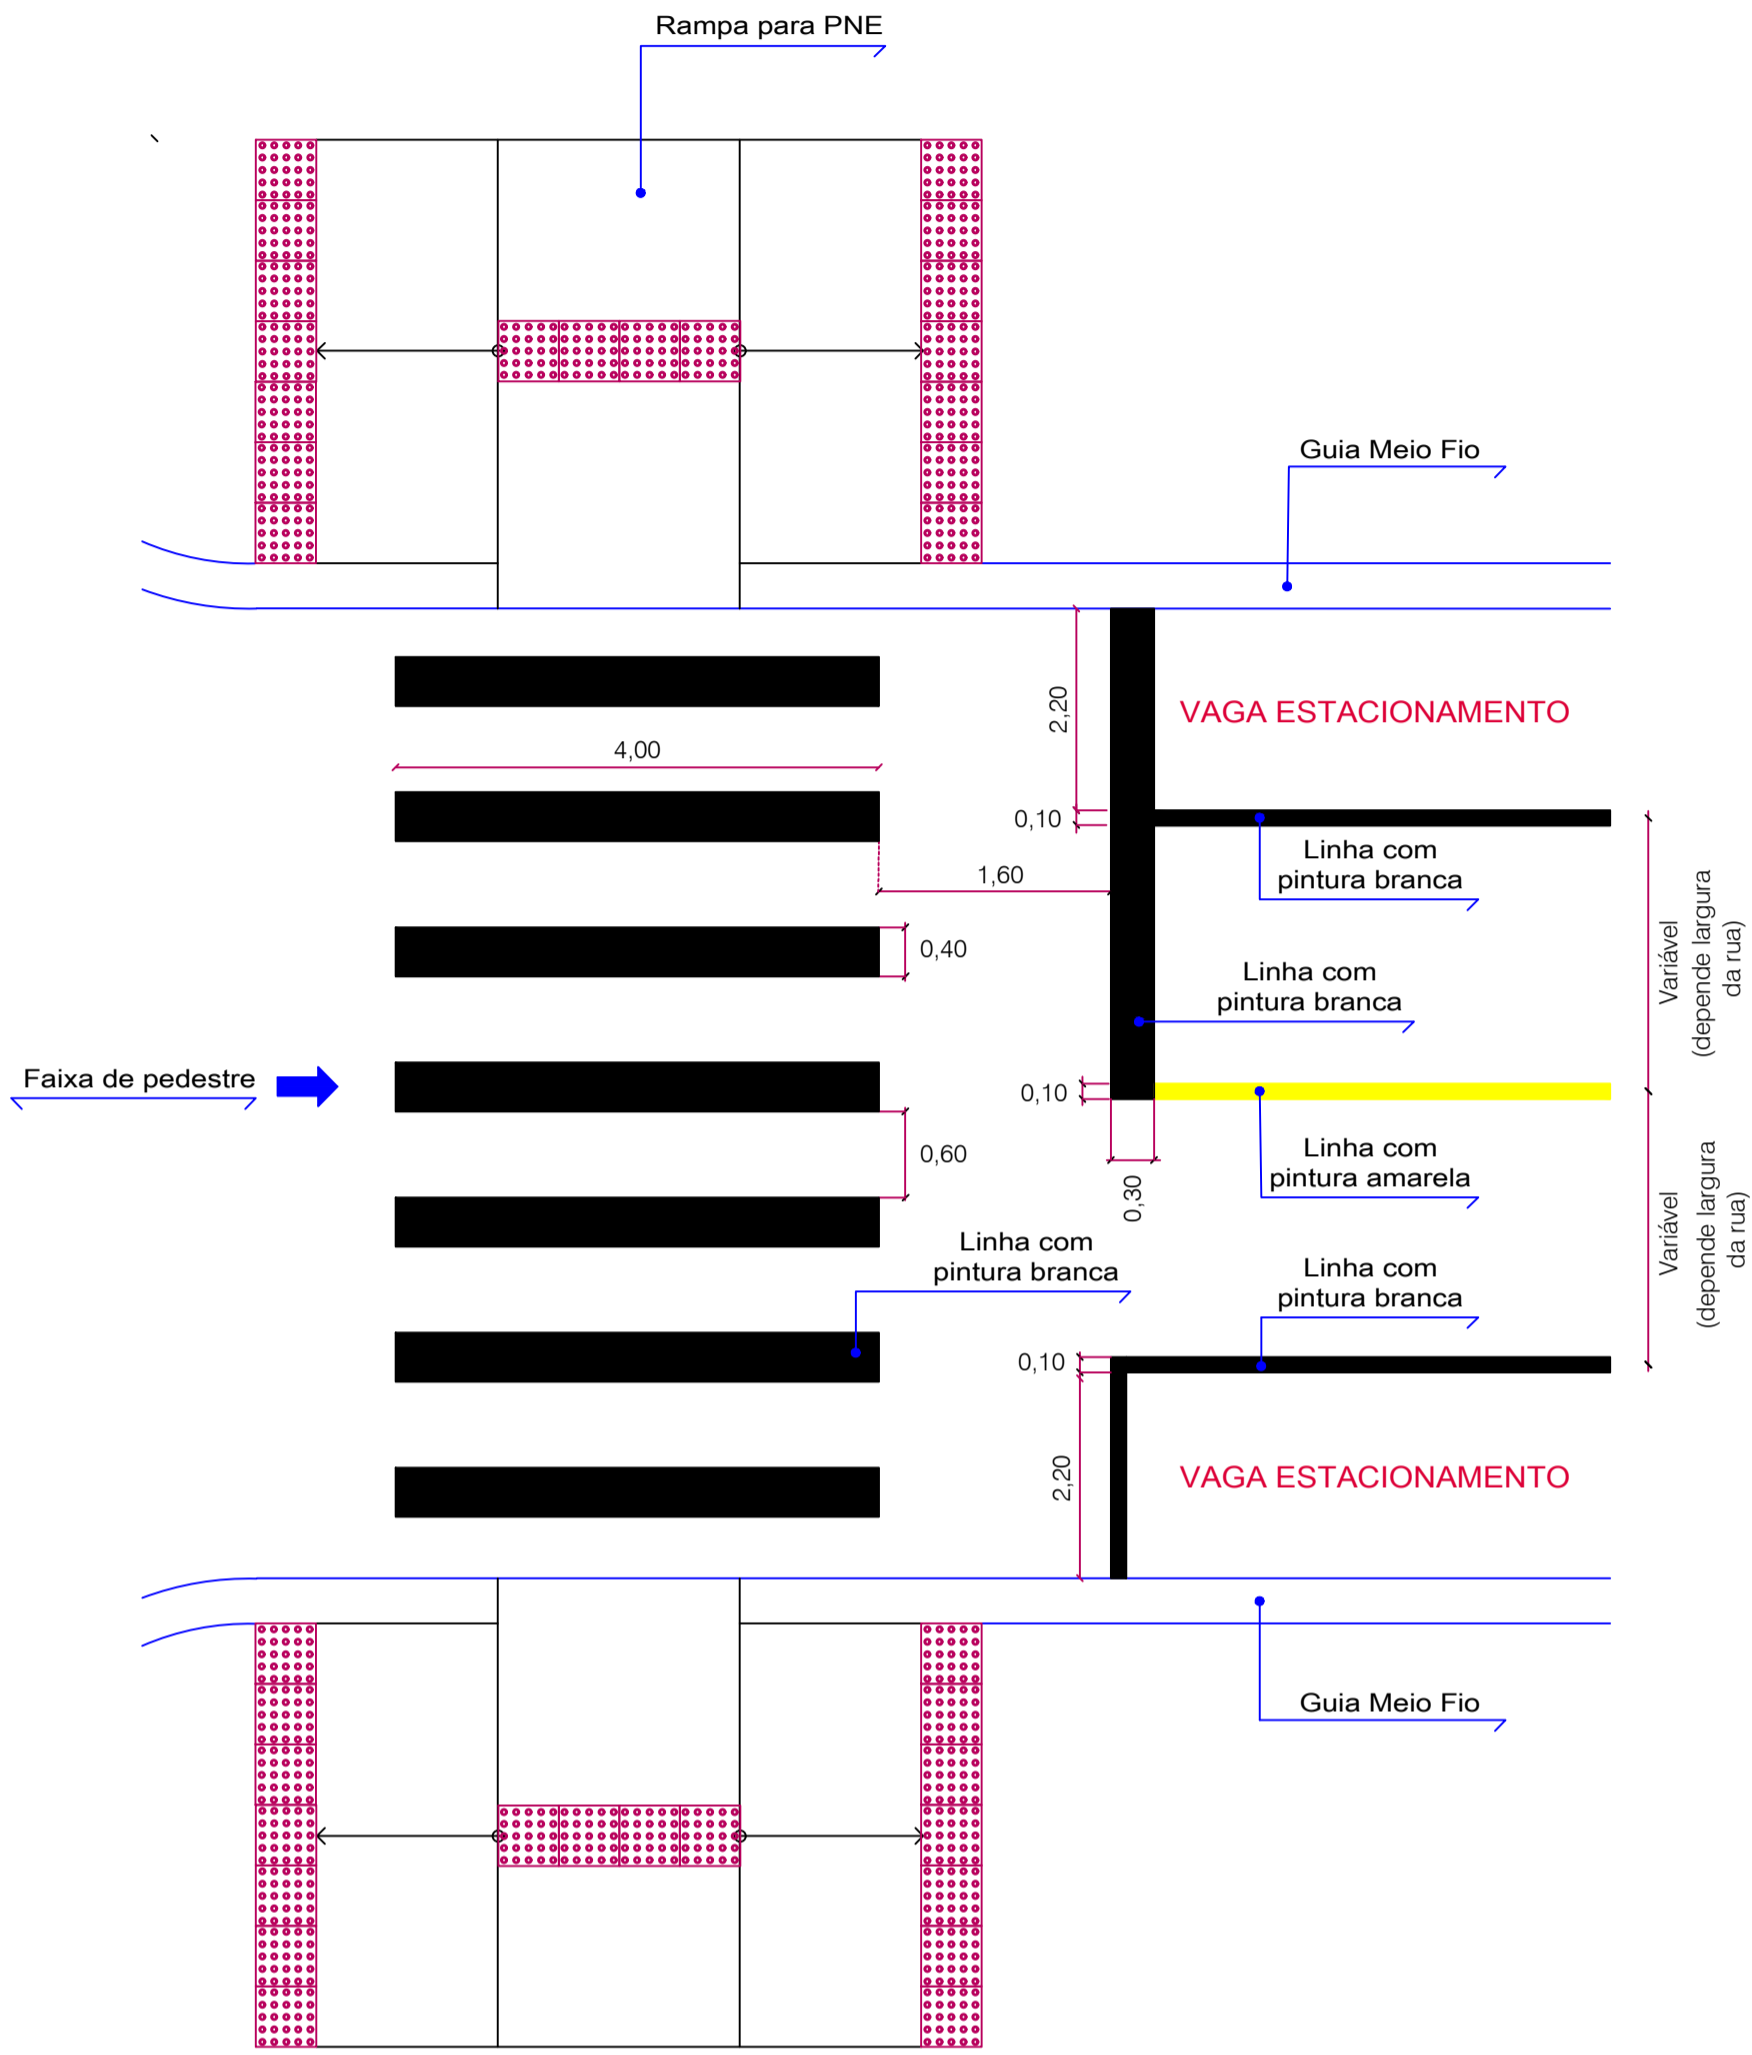 Rampa para PNE
Guia Meio Fio
2,20
VAGA ESTACIONAMENTO
4,00
0,10
Linha com
pintura branca
1,60
Variável
(depende largura
da rua)
0,40
Linha com
pintura branca
Faixa de pedestre
0,10
0,60
Linha com
pintura amarela
0,30
Variável
(depende largura
da rua)
Linha com
pintura branca
Linha com
pintura branca
0,10
2,20
VAGA ESTACIONAMENTO
Guia Meio Fio